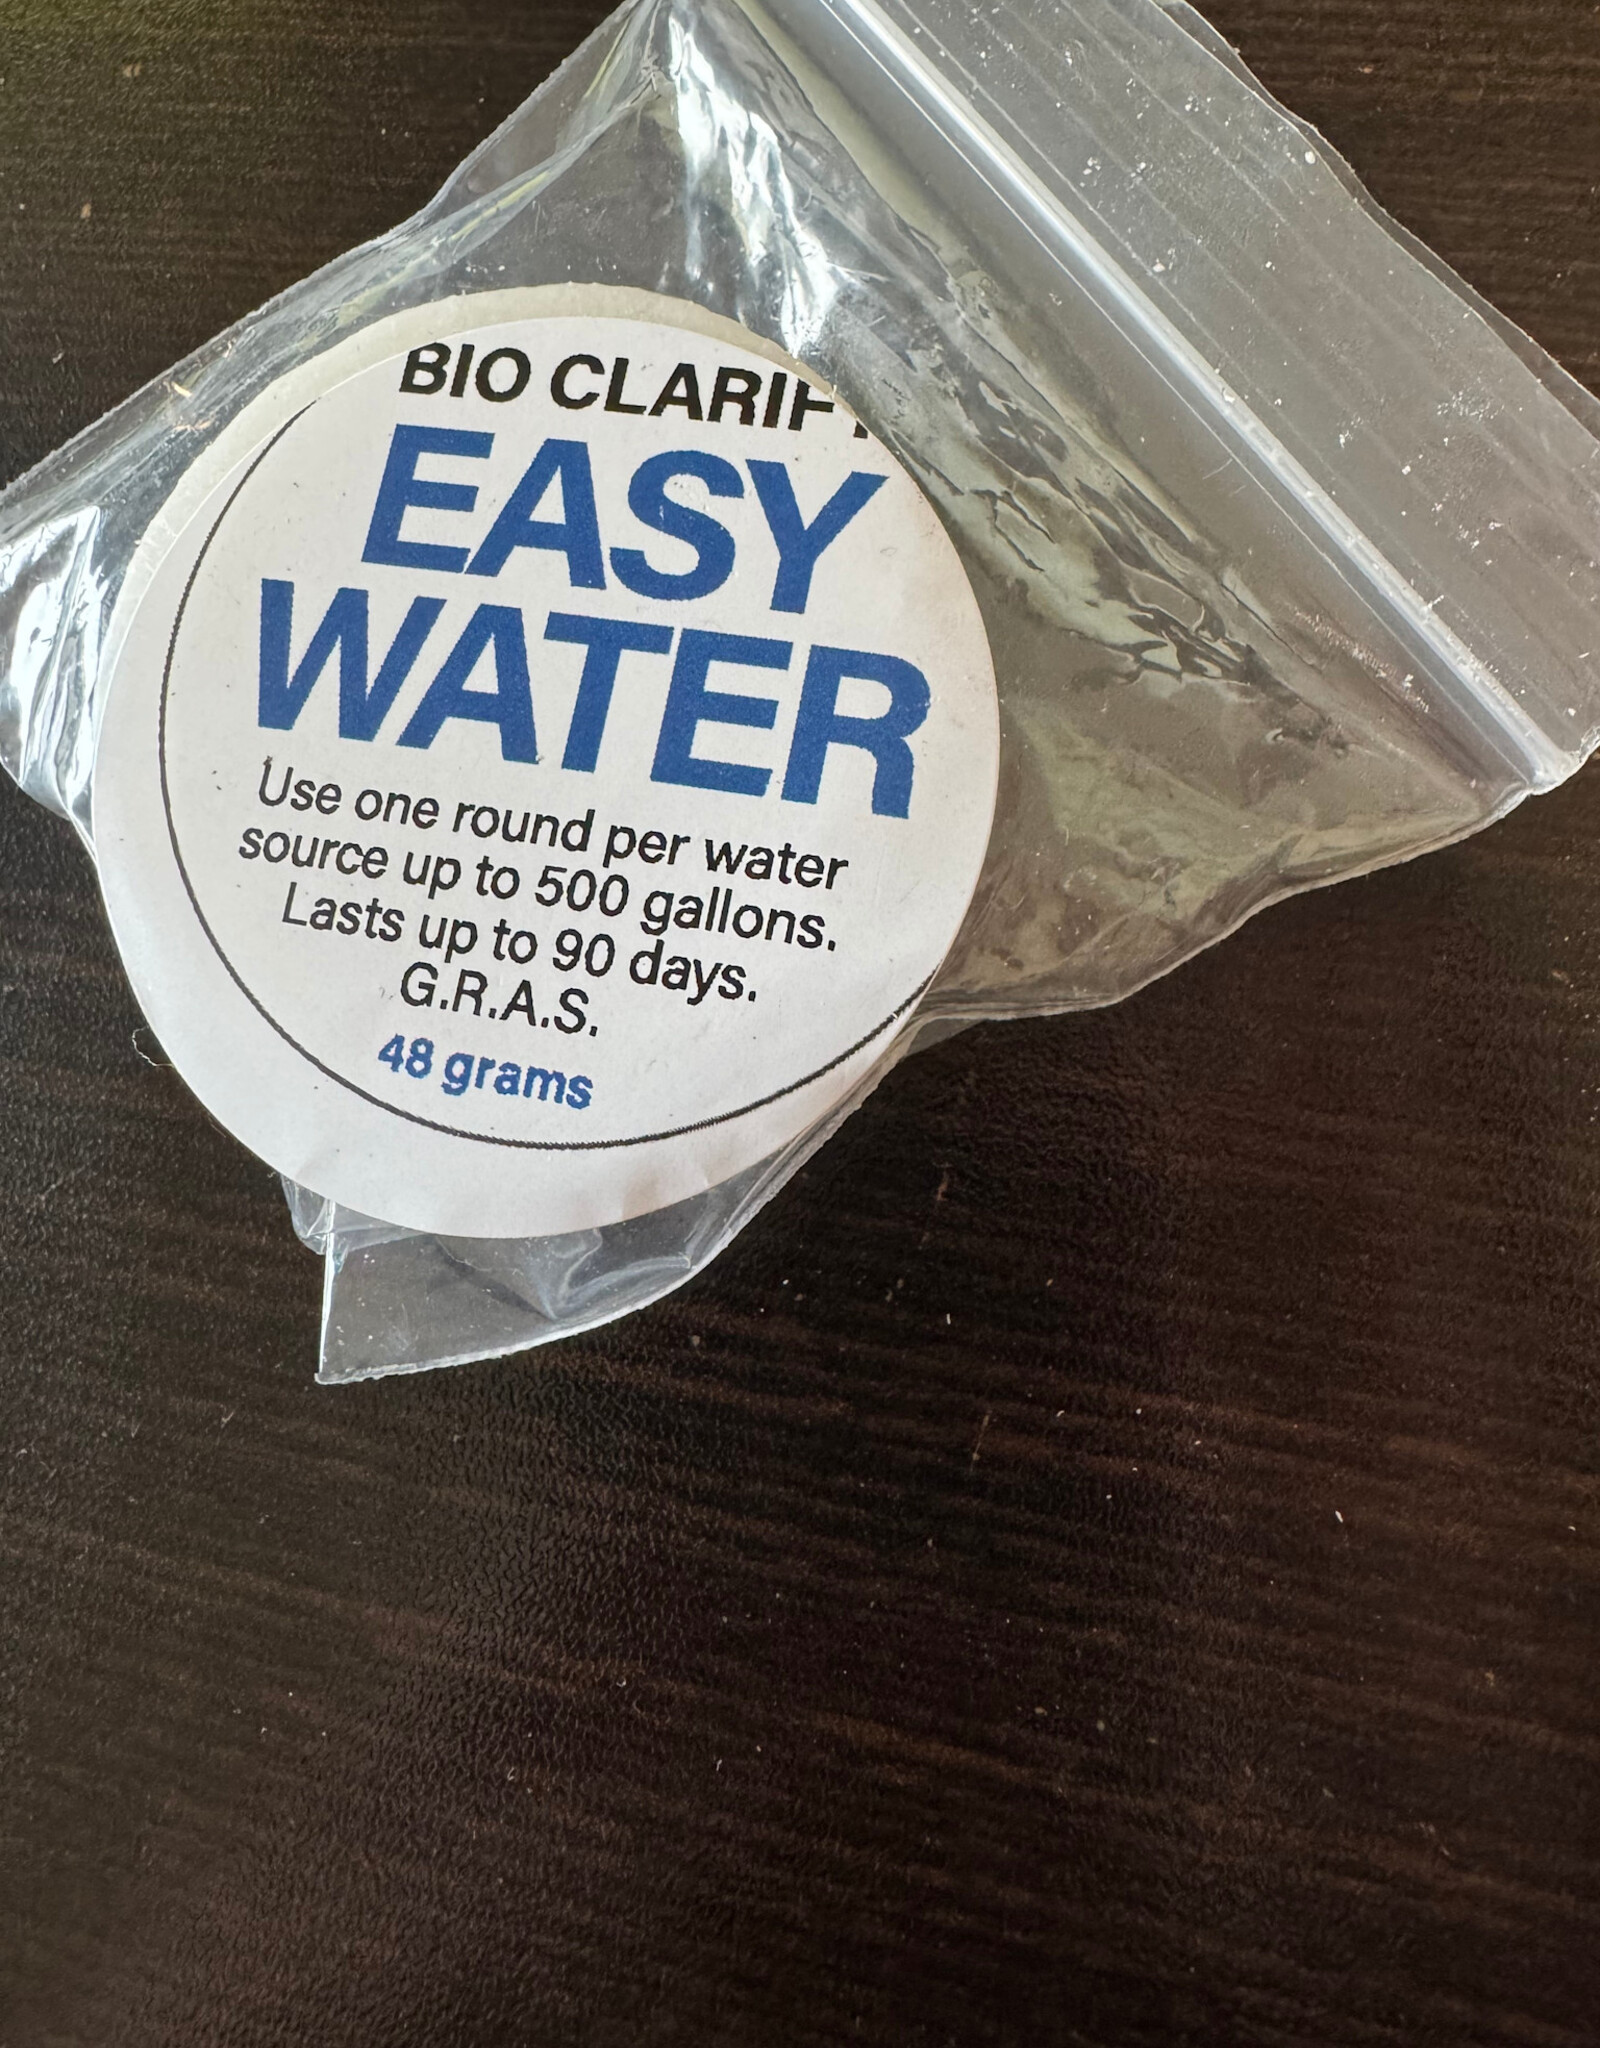 BIO CLARIF
EASY
WATER
Use one round per water
source up to 500 gallons.
Lasts up to 90 days.
G.R.A.S.
48 grams